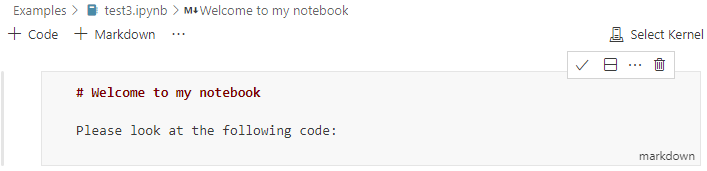 Examples > test3.ipynb > M↓Welcome to my notebook
+ Code + Markdown ··· Select Kernel
# Welcome to my notebook
Please look at the following code:
markdown